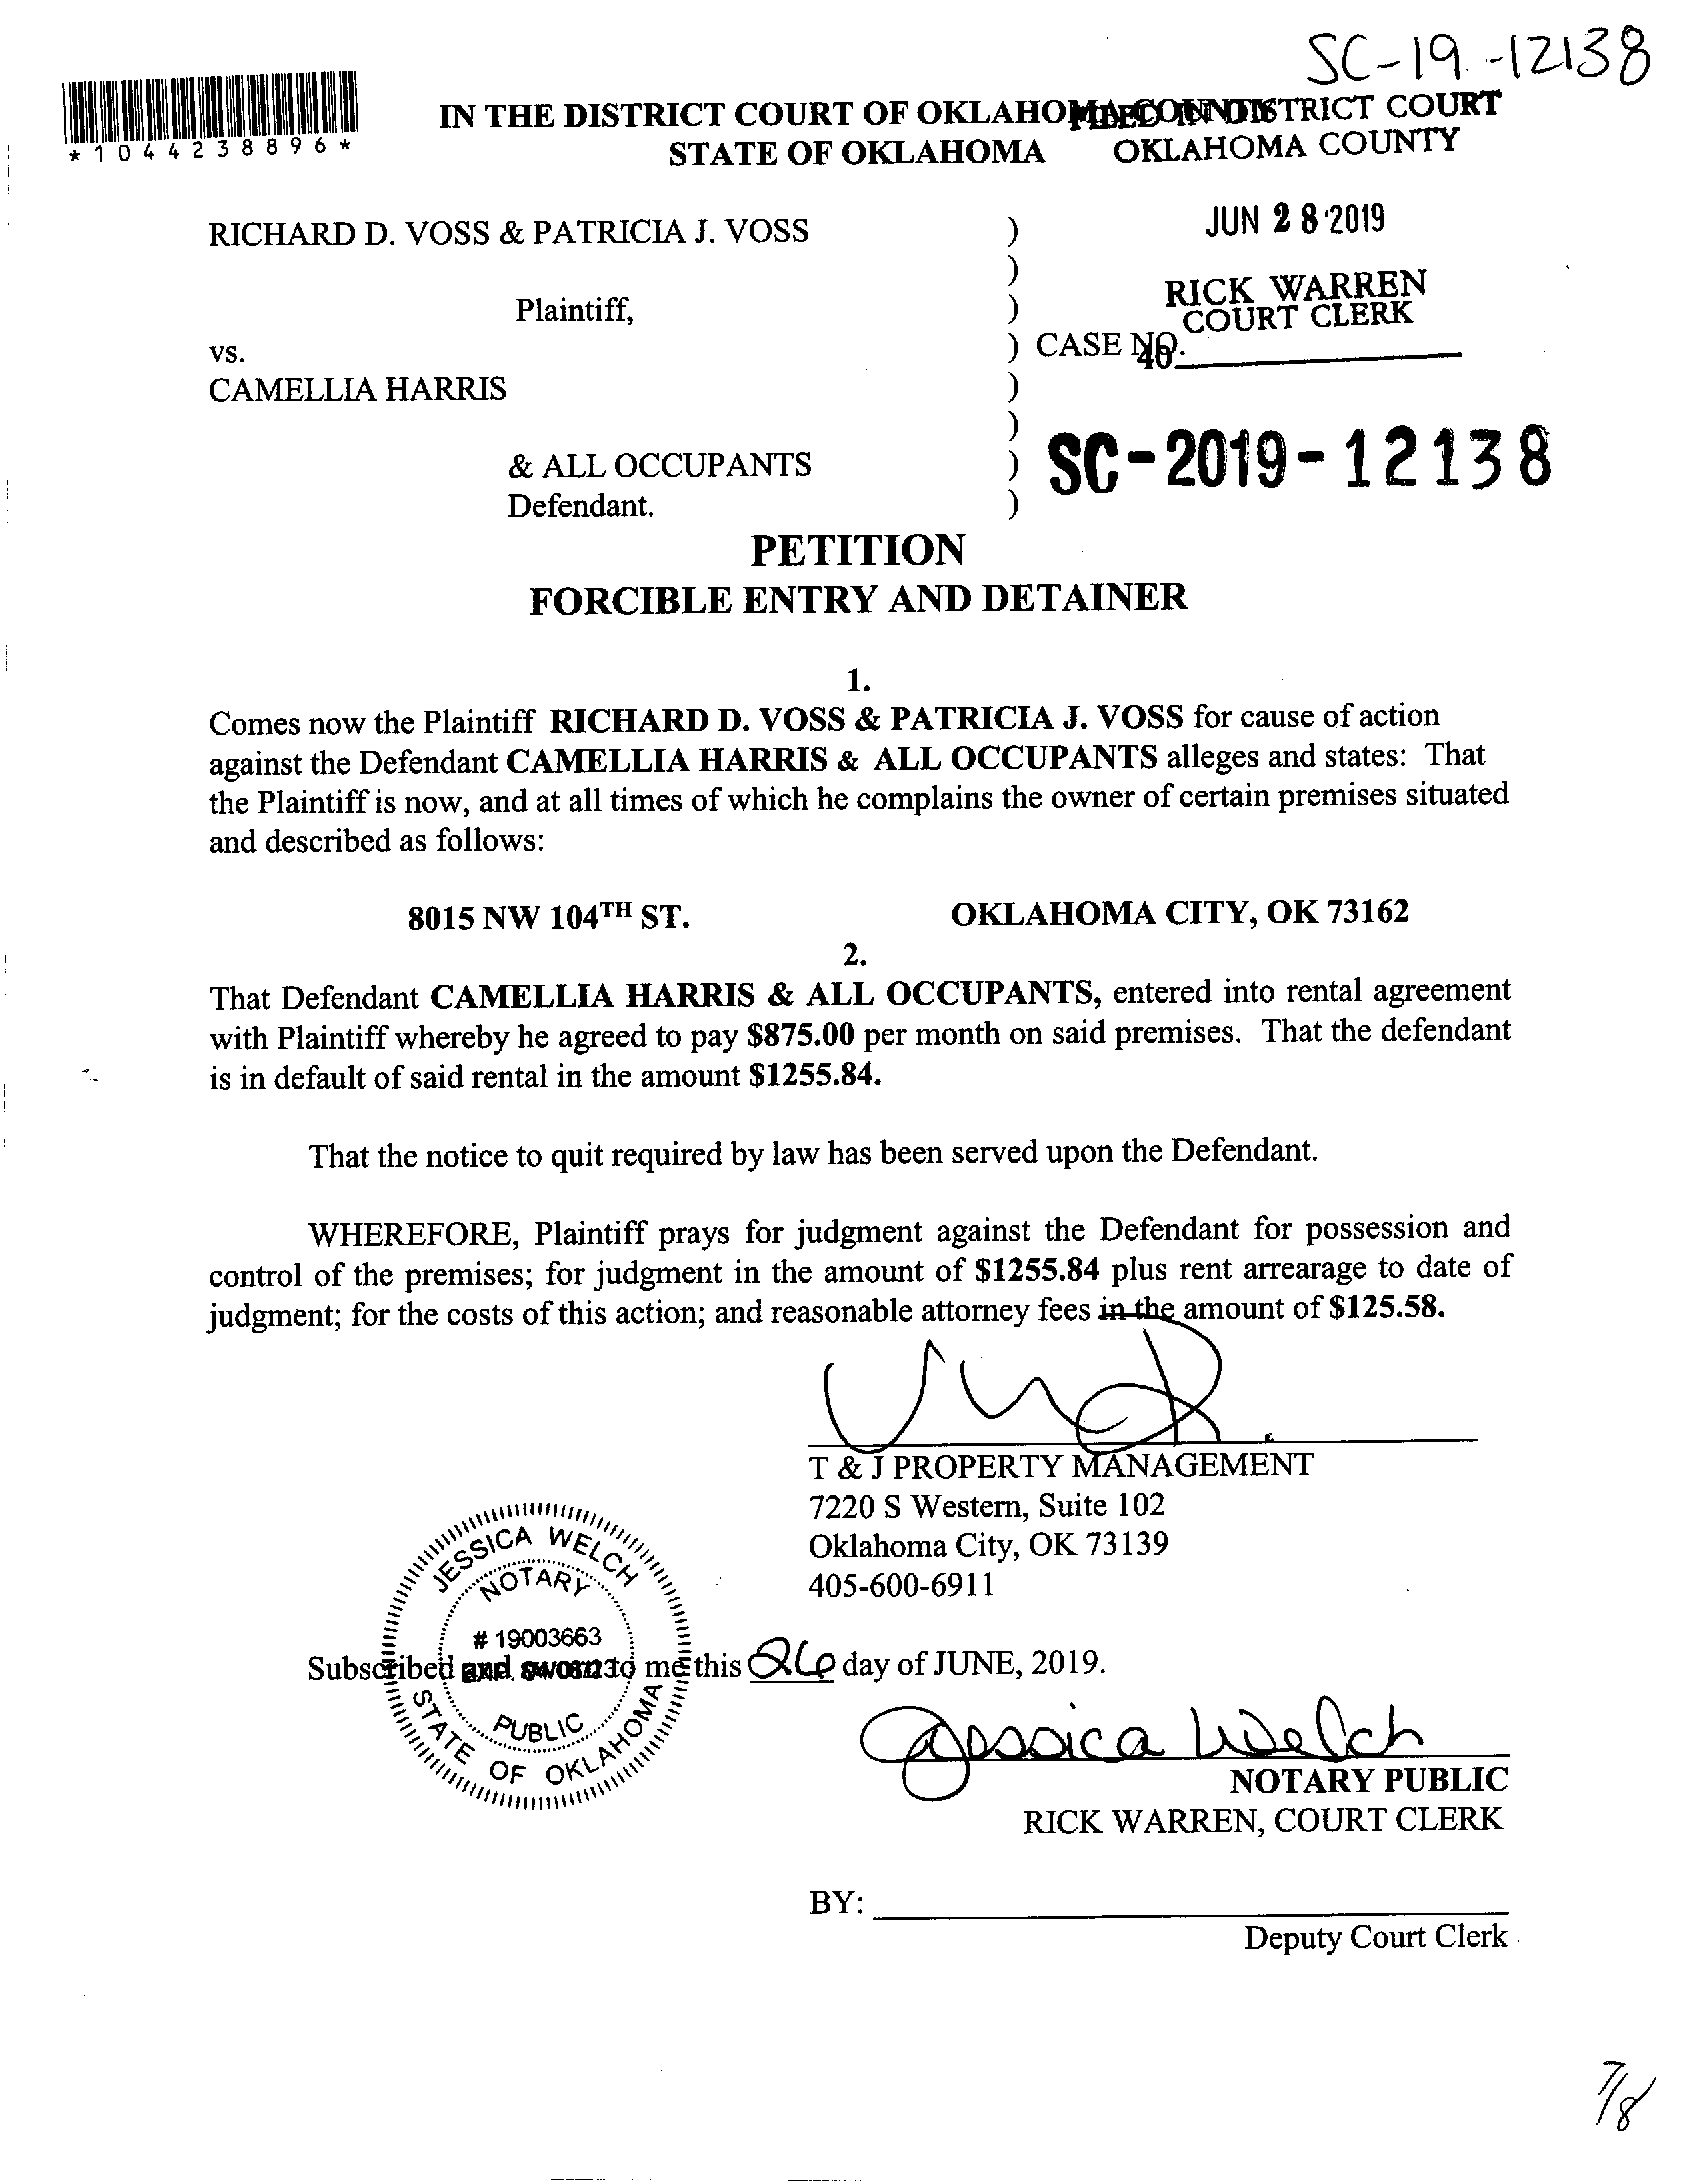 SC-19-12138
*1044238896*
IN THE DISTRICT COURT OF OKLAHOMA COUNTY
STATE OF OKLAHOMA
FILED IN DISTRICT COURT
OKLAHOMA COUNTY
JUN 28 2019
RICK WARREN
COURT CLERK
40
RICHARD D. VOSS & PATRICIA J. VOSS )
)
Plaintiff, )
vs. ) CASE NO.
CAMELLIA HARRIS )
)
& ALL OCCUPANTS )
Defendant. )
SC-2019-12138
PETITION
FORCIBLE ENTRY AND DETAINER
1.
Comes now the Plaintiff RICHARD D. VOSS & PATRICIA J. VOSS for cause of action
against the Defendant CAMELLIA HARRIS & ALL OCCUPANTS alleges and states: That
the Plaintiff is now, and at all times of which he complains the owner of certain premises situated
and described as follows:
8015 NW 104TH ST. OKLAHOMA CITY, OK 73162
2.
That Defendant CAMELLIA HARRIS & ALL OCCUPANTS, entered into rental agreement
with Plaintiff whereby he agreed to pay $875.00 per month on said premises. That the defendant
is in default of said rental in the amount $1255.84.
That the notice to quit required by law has been served upon the Defendant.
WHEREFORE, Plaintiff prays for judgment against the Defendant for possession and
control of the premises; for judgment in the amount of $1255.84 plus rent arrearage to date of
judgment; for the costs of this action; and reasonable attorney fees in the amount of $125.58.
T & J PROPERTY MANAGEMENT
7220 S Western, Suite 102
Oklahoma City, OK 73139
405-600-6911
JESSICA WELCH
NOTARY
# 19003663
EXP. 04/08/23
PUBLIC
STATE OF OKLAHOMA
Subscribed and sworn to me this 26 day of JUNE, 2019.
Jessica Welch
NOTARY PUBLIC
RICK WARREN, COURT CLERK
BY:
Deputy Court Clerk
7/8